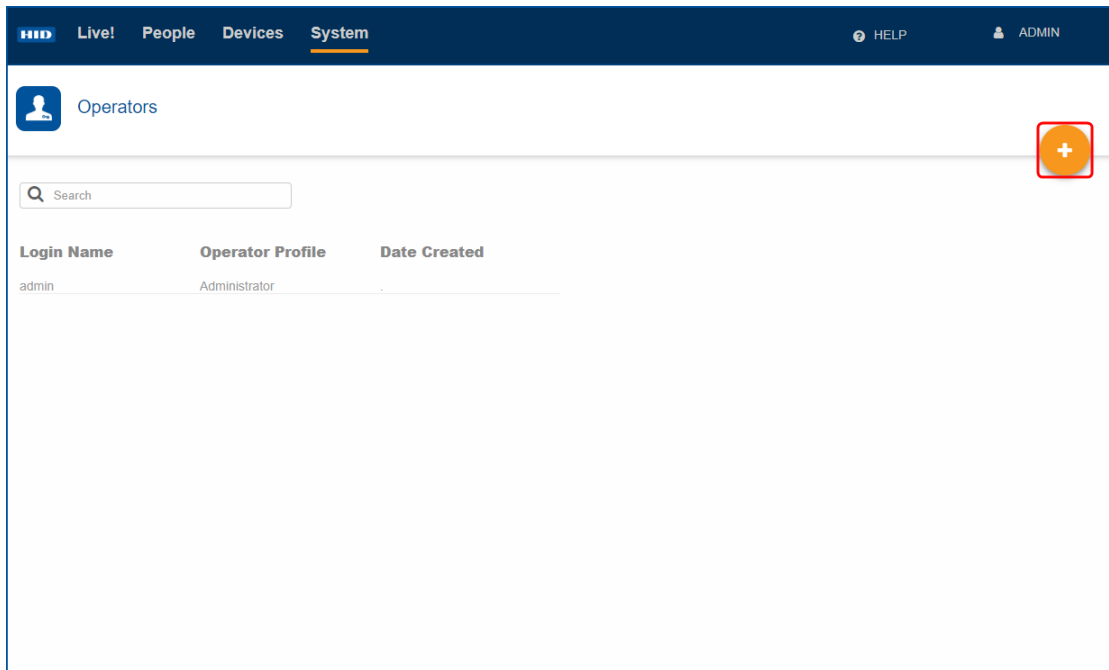 HID Live! People Devices System HELP ADMIN
Operators
Search
Login Name Operator Profile Date Created
admin Administrator .